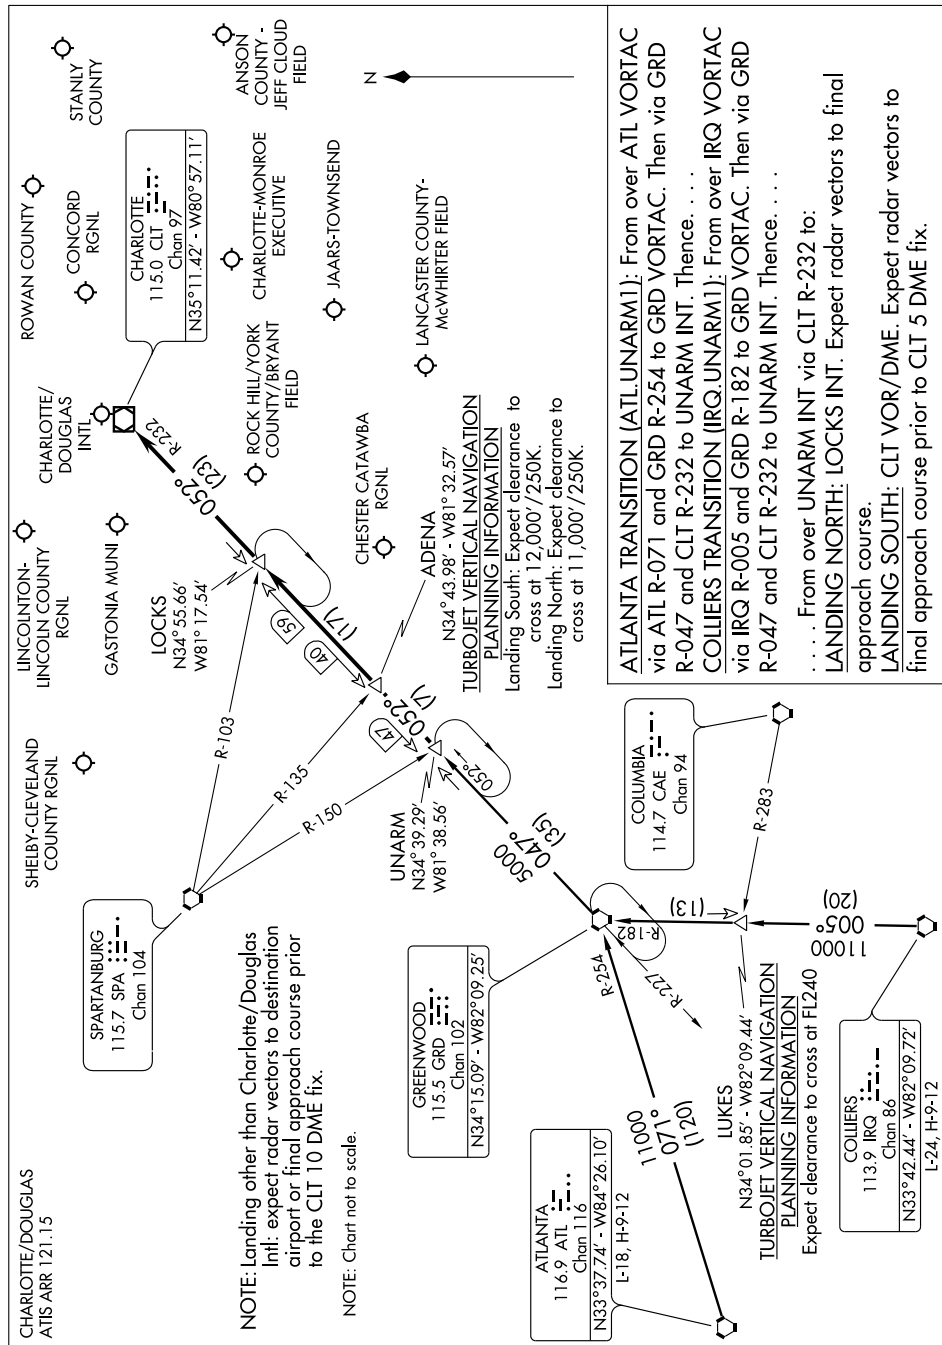 CHARLOTTE/DOUGLAS
ATIS ARR 121.15
SHELBY-CLEVELAND
COUNTY RGNL
LINCOLNTON-
LINCOLN COUNTY
RGNL
GASTONIA MUNI
CHARLOTTE/
DOUGLAS
INTL
ROWAN COUNTY
CONCORD
RGNL
STANLY
COUNTY
CHARLOTTE
115.0 CLT
Chan 97
N35°11.42' - W80°57.11'
ANSON
COUNTY -
JEFF CLOUD
FIELD
CHARLOTTE-MONROE
EXECUTIVE
JAARS-TOWNSEND
LANCASTER COUNTY-
McWHIRTER FIELD
ROCK HILL/YORK
COUNTY/BRYANT
FIELD
CHESTER CATAWBA
RGNL
N
SPARTANBURG
115.7 SPA
Chan 104
R-103
R-135
R-150
R-232
052°
(23)
LOCKS
N34°55.66'
W81°17.54'
59
40
(17)
ADENA
N34°43.98' - W81°32.57'
TURBOJET VERTICAL NAVIGATION
PLANNING INFORMATION
Landing South: Expect clearance to
cross at 12,000'/250K.
Landing North: Expect clearance to
cross at 11,000'/250K.
052°
(7)
47
UNARM
N34°39.29'
W81°38.56'
052°
5000
047°
(35)
NOTE: Landing other than Charlotte/Douglas
Intl: expect radar vectors to destination
airport or final approach course prior
to the CLT 10 DME fix.
NOTE: Chart not to scale.
GREENWOOD
115.5 GRD
Chan 102
N34°15.09' - W82°09.25'
R-254
R-182
R-227
(13)
COLUMBIA
114.7 CAE
Chan 94
R-283
11000
071°
(120)
ATLANTA
116.9 ATL
Chan 116
N33°37.74' - W84°26.10'
L-18, H-9-12
LUKES
N34°01.85' - W82°09.44'
TURBOJET VERTICAL NAVIGATION
PLANNING INFORMATION
Expect clearance to cross at FL240
11000
005°
(20)
COLLIERS
113.9 IRQ
Chan 86
N33°42.44' - W82°09.72'
L-24, H-9-12
ATLANTA TRANSITION (ATL.UNARM1): From over ATL VORTAC
via ATL R-071 and GRD R-254 to GRD VORTAC. Then via GRD
R-047 and CLT R-232 to UNARM INT. Thence. . . .
COLLIERS TRANSITION (IRQ.UNARM1): From over IRQ VORTAC
via IRQ R-005 and GRD R-182 to GRD VORTAC. Then via GRD
R-047 and CLT R-232 to UNARM INT. Thence. . . .
. . . . From over UNARM INT via CLT R-232 to:
LANDING NORTH: LOCKS INT. Expect radar vectors to final
approach course.
LANDING SOUTH: CLT VOR/DME. Expect radar vectors to
final approach course prior to CLT 5 DME fix.